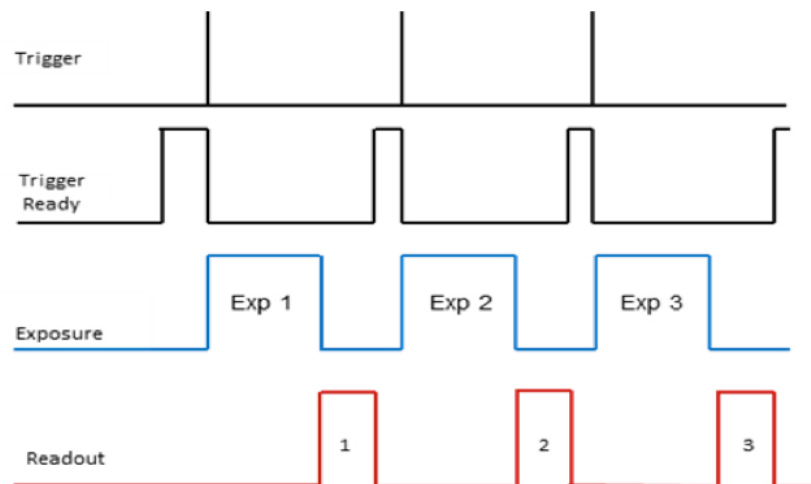 Trigger
Trigger
Ready
Exp 1
Exp 2
Exp 3
Exposure
1
2
3
Readout